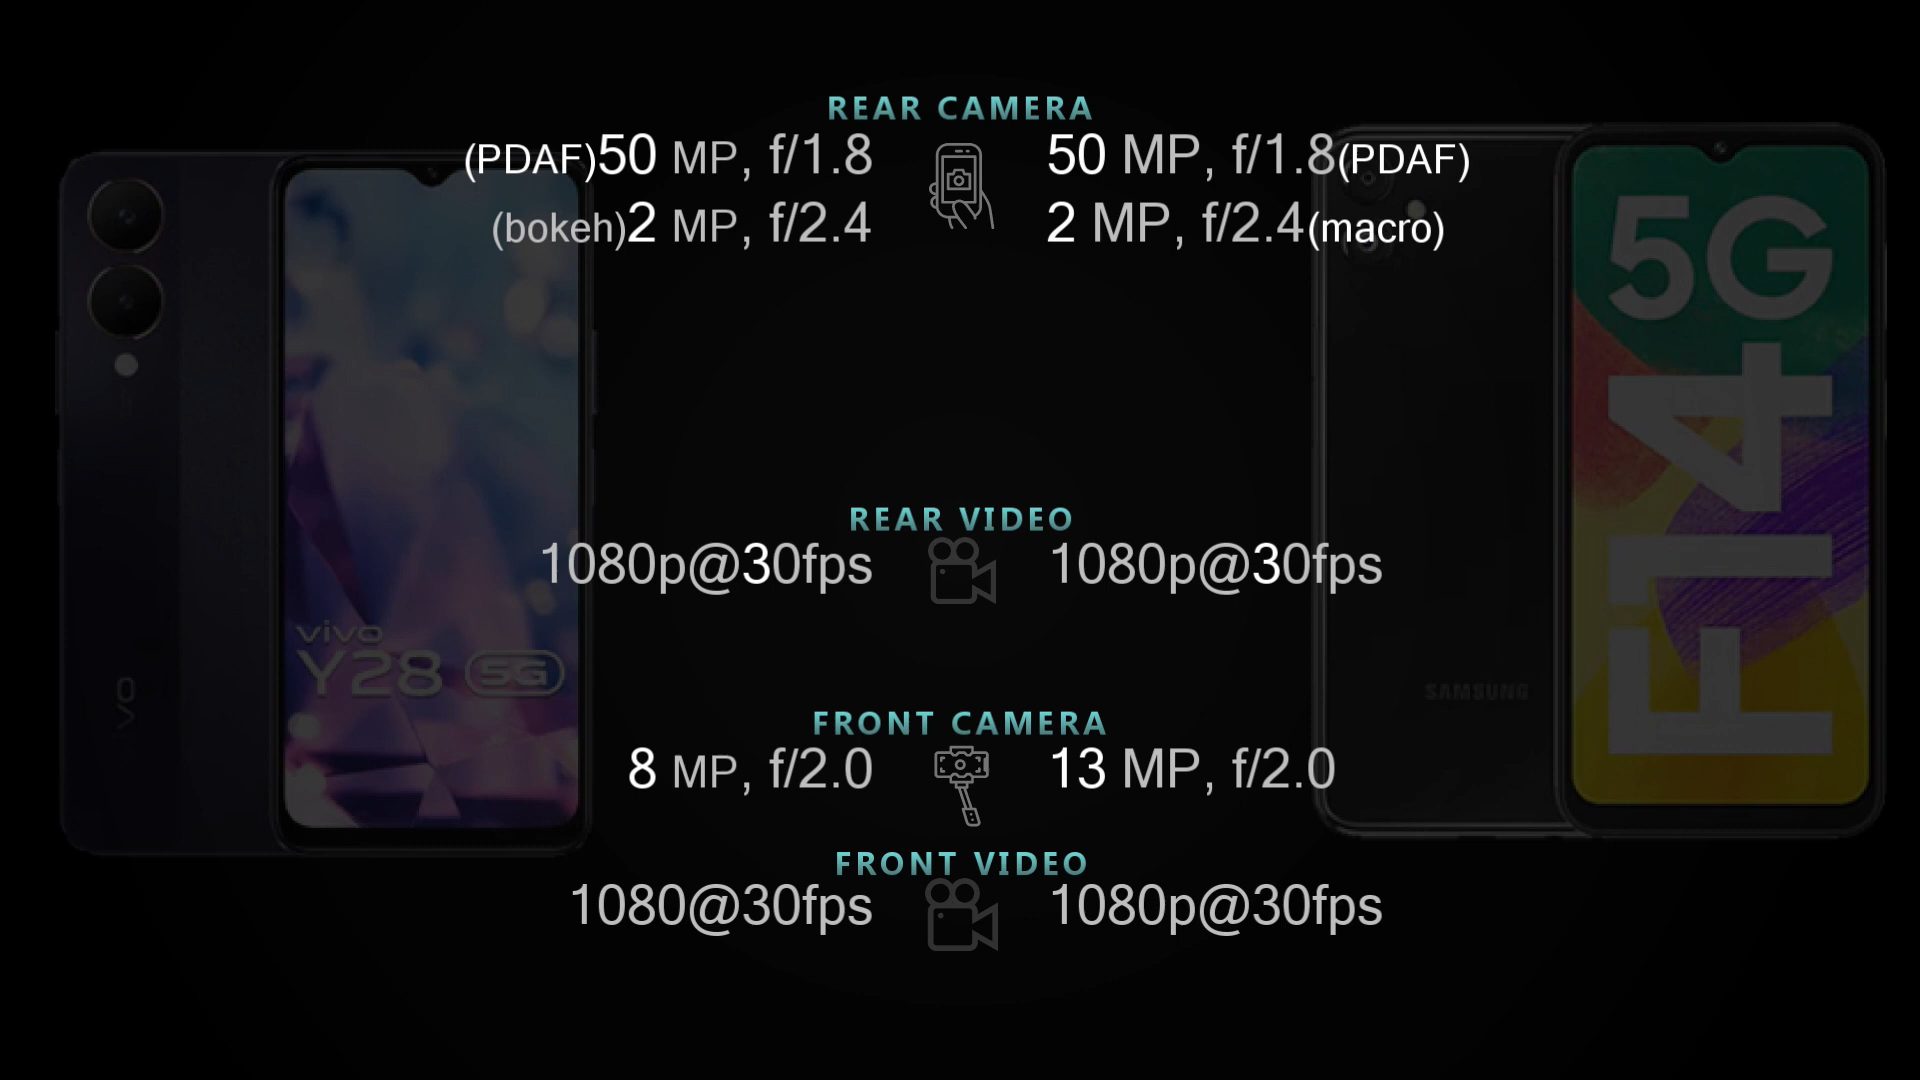 REAR CAMERA
(PDAF)50 MP, f/1.8
50 MP, f/1.8(PDAF)
(bokeh)2 MP, f/2.4
2 MP, f/2.4(macro)
REAR VIDEO
1080p@30fps
1080p@30fps
FRONT CAMERA
8 MP, f/2.0
13 MP, f/2.0
FRONT VIDEO
1080@30fps
1080p@30fps
vivo
Y28 5G
vivo
SAMSUNG
5G
F14